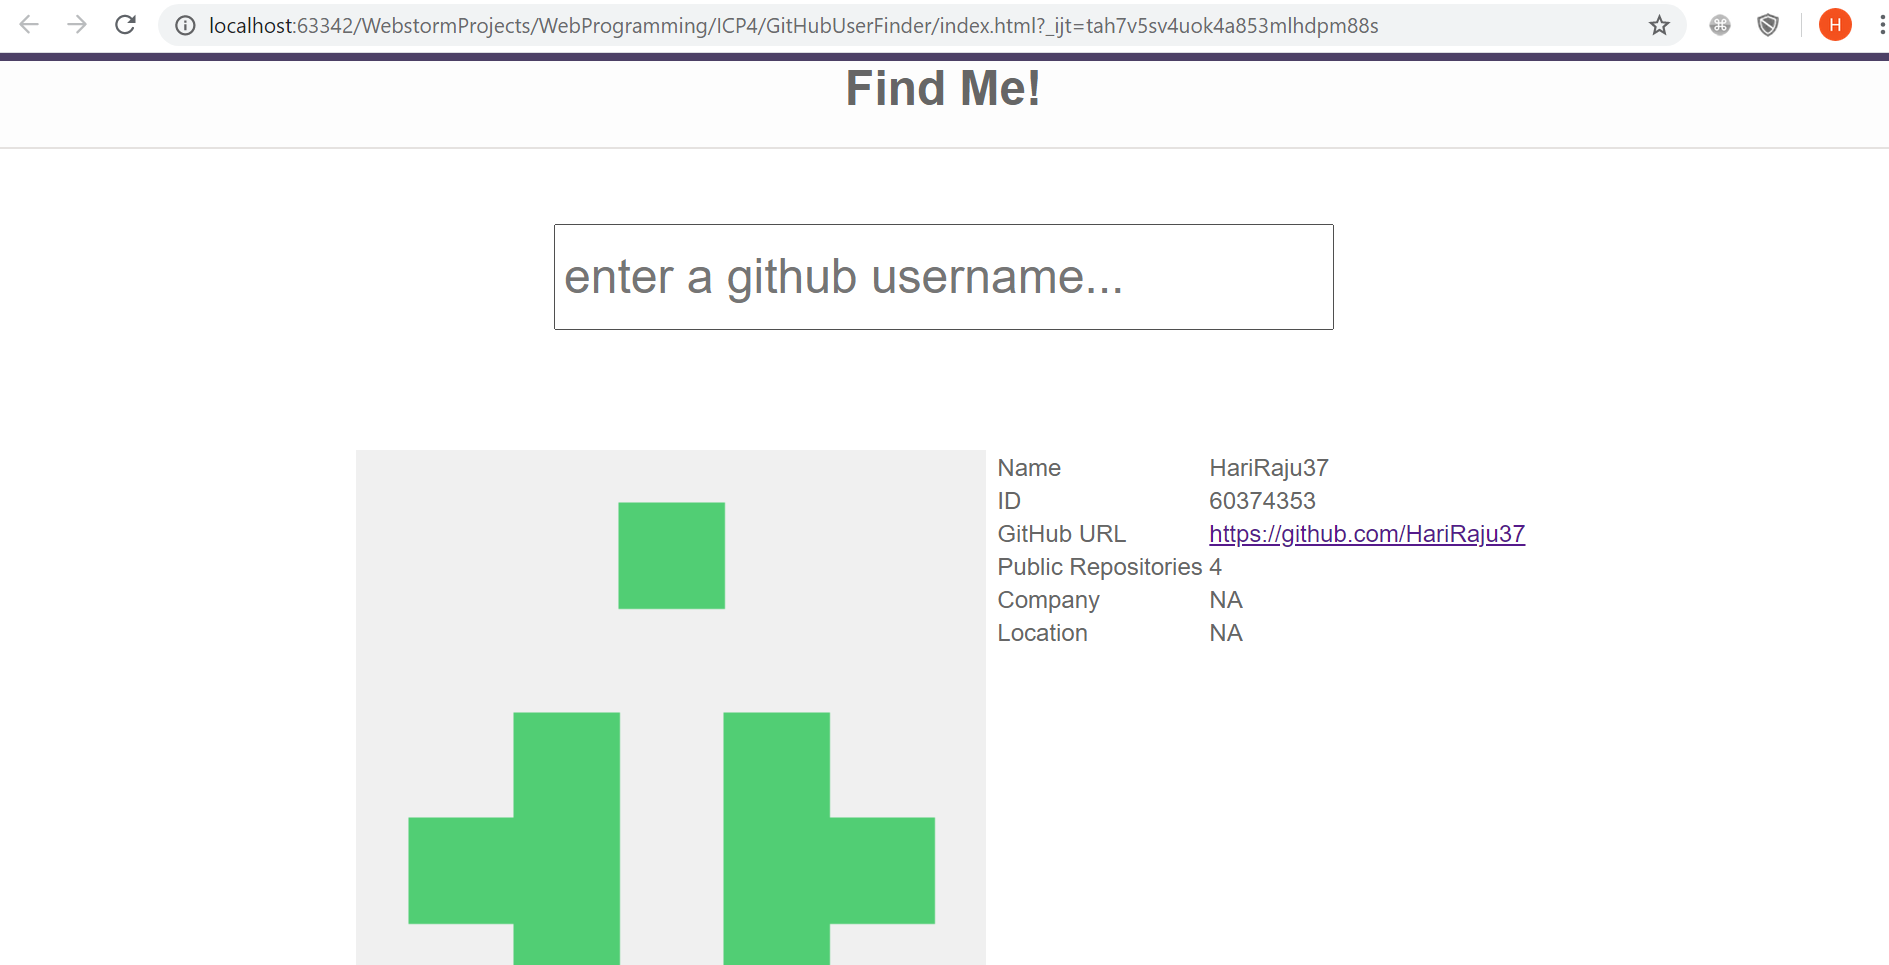 localhost:63342/WebstormProjects/WebProgramming/ICP4/GitHubUserFinder/index.html?_ijt=tah7v5sv4uok4a853mlhdpm88s
H
Find Me!
enter a github username...
Name HariRaju37
ID 60374353
GitHub URL https://github.com/HariRaju37
Public Repositories 4
Company NA
Location NA